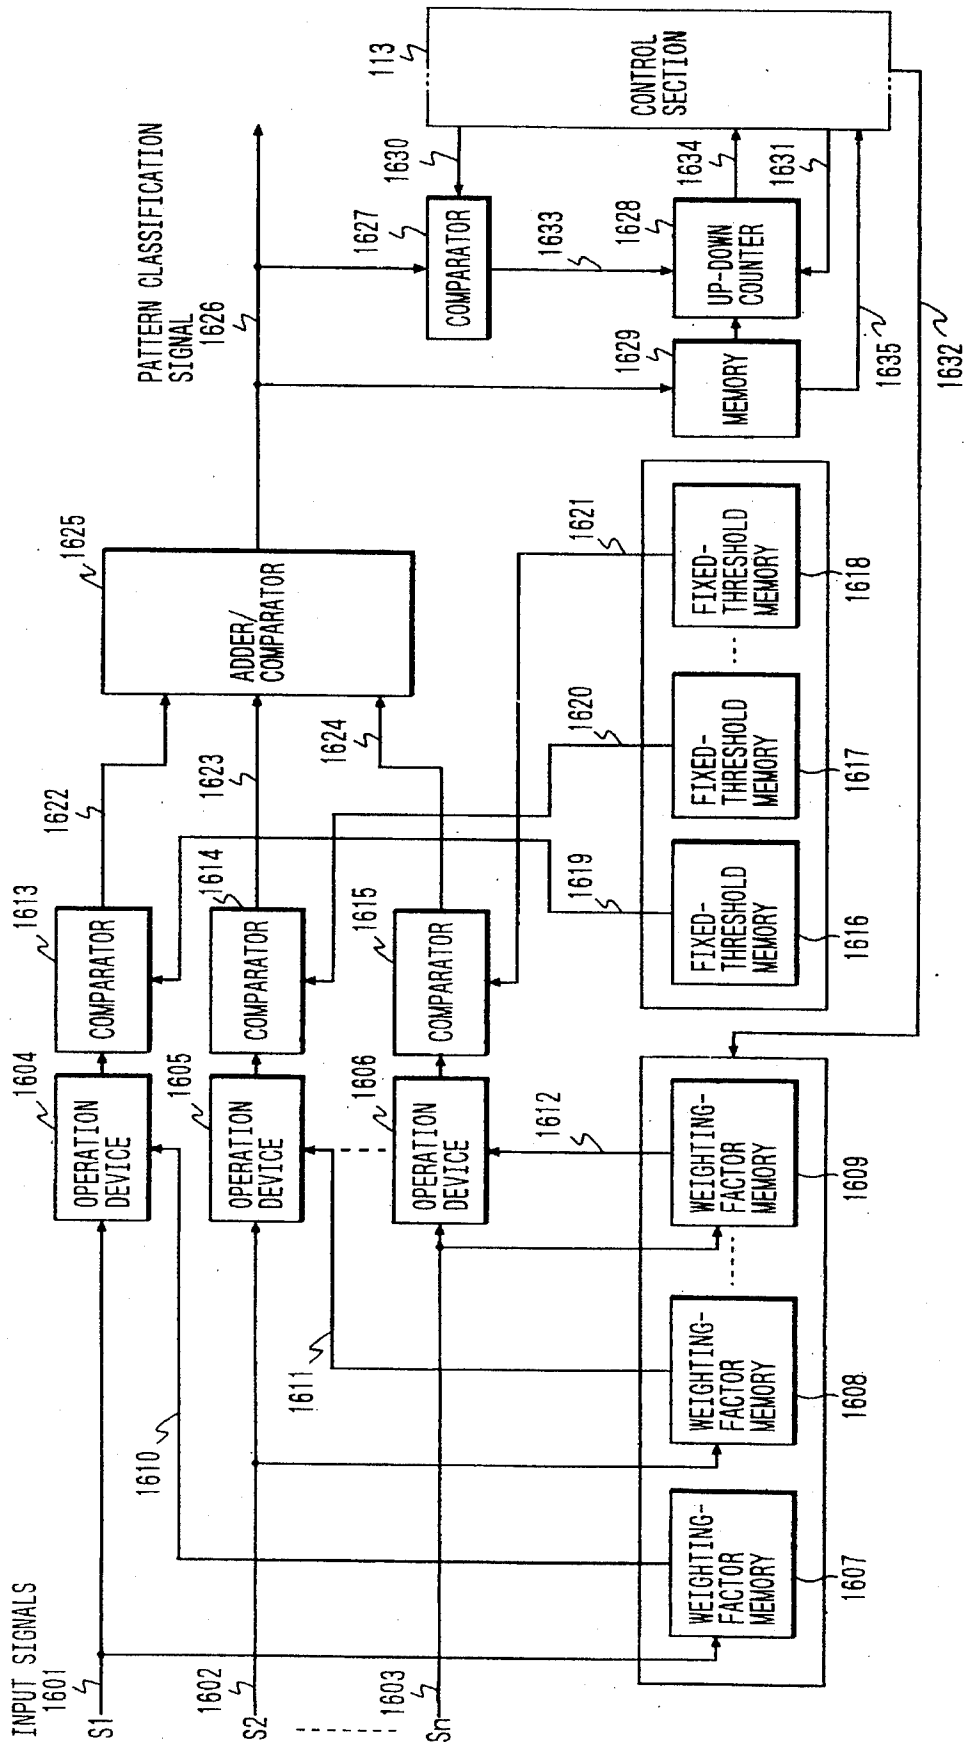 INPUT SIGNALS
1601
S1
1602
S2
1603
Sn
1604
OPERATION
DEVICE
1605
OPERATION
DEVICE
1606
OPERATION
DEVICE
1613
COMPARATOR
1614
COMPARATOR
1615
COMPARATOR
1622
1623
1624
1625
ADDER/
COMPARATOR
PATTERN CLASSIFICATION
SIGNAL
1626
1610
1611
1612
1619
1620
1621
WEIGHTING-
FACTOR
MEMORY
1607
WEIGHTING-
FACTOR
MEMORY
1608
WEIGHTING-
FACTOR
MEMORY
1609
FIXED-
THRESHOLD
MEMORY
1616
FIXED-
THRESHOLD
MEMORY
1617
FIXED-
THRESHOLD
MEMORY
1618
1627
COMPARATOR
1630
1633
1629
MEMORY
1628
UP-DOWN
COUNTER
1634
1631
113
CONTROL
SECTION
1635
1632